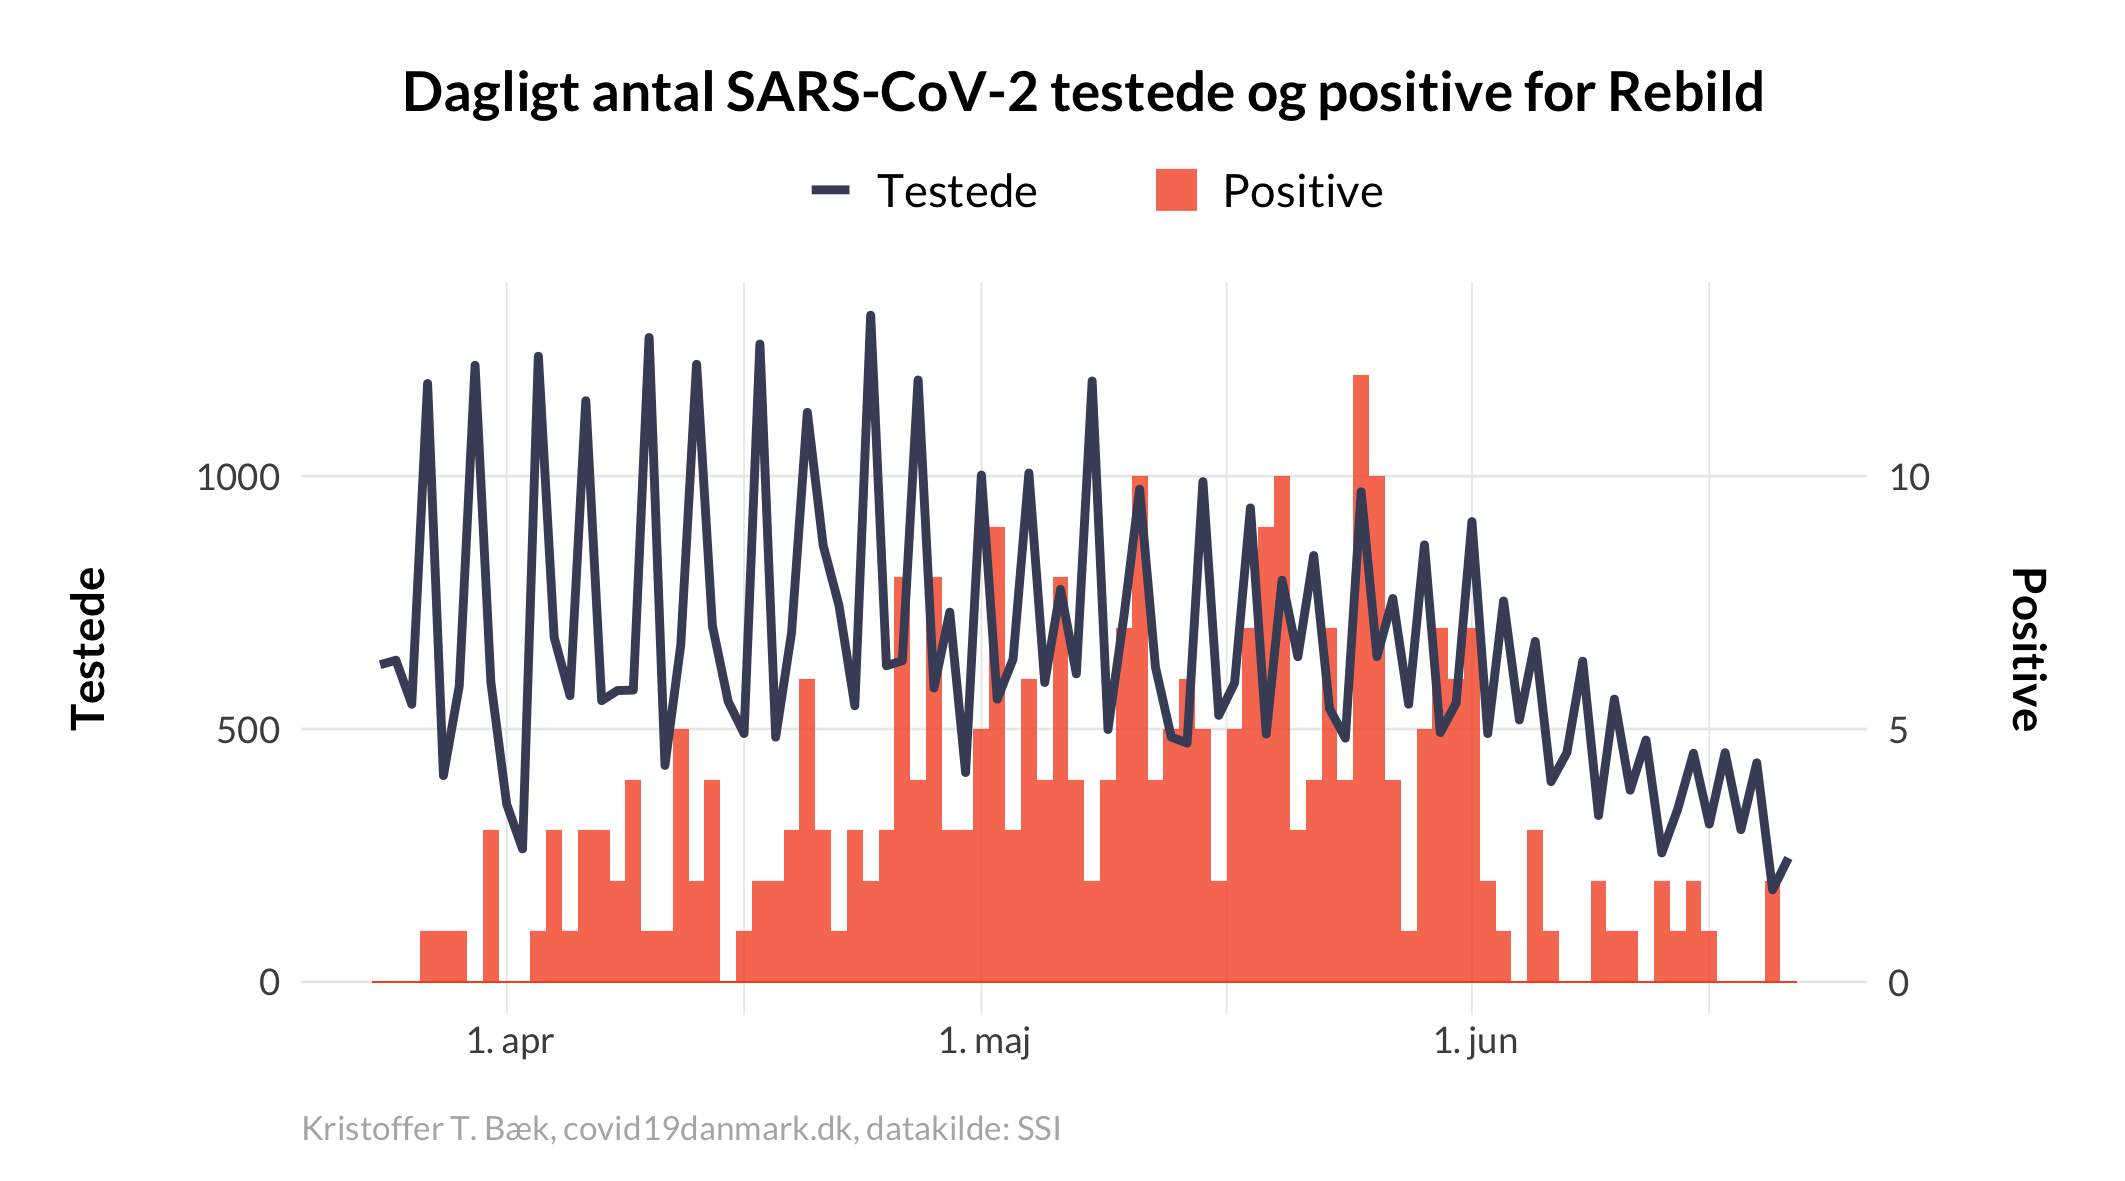 Dagligt antal SARS-CoV-2 testede og positive for Rebild
Testede Positive
1000 10
500 5
0 0
Testede
Positive
1. apr 1. maj 1. jun
Kristoffer T. Bæk, covid19danmark.dk, datakilde: SSI